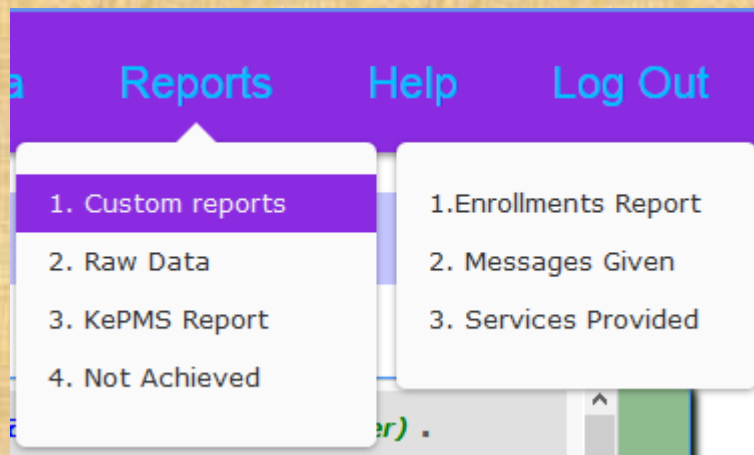 a Reports Help Log Out
1. Custom reports
2. Raw Data
3. KePMS Report
4. Not Achieved
1.Enrollments Report
2. Messages Given
3. Services Provided
er) .